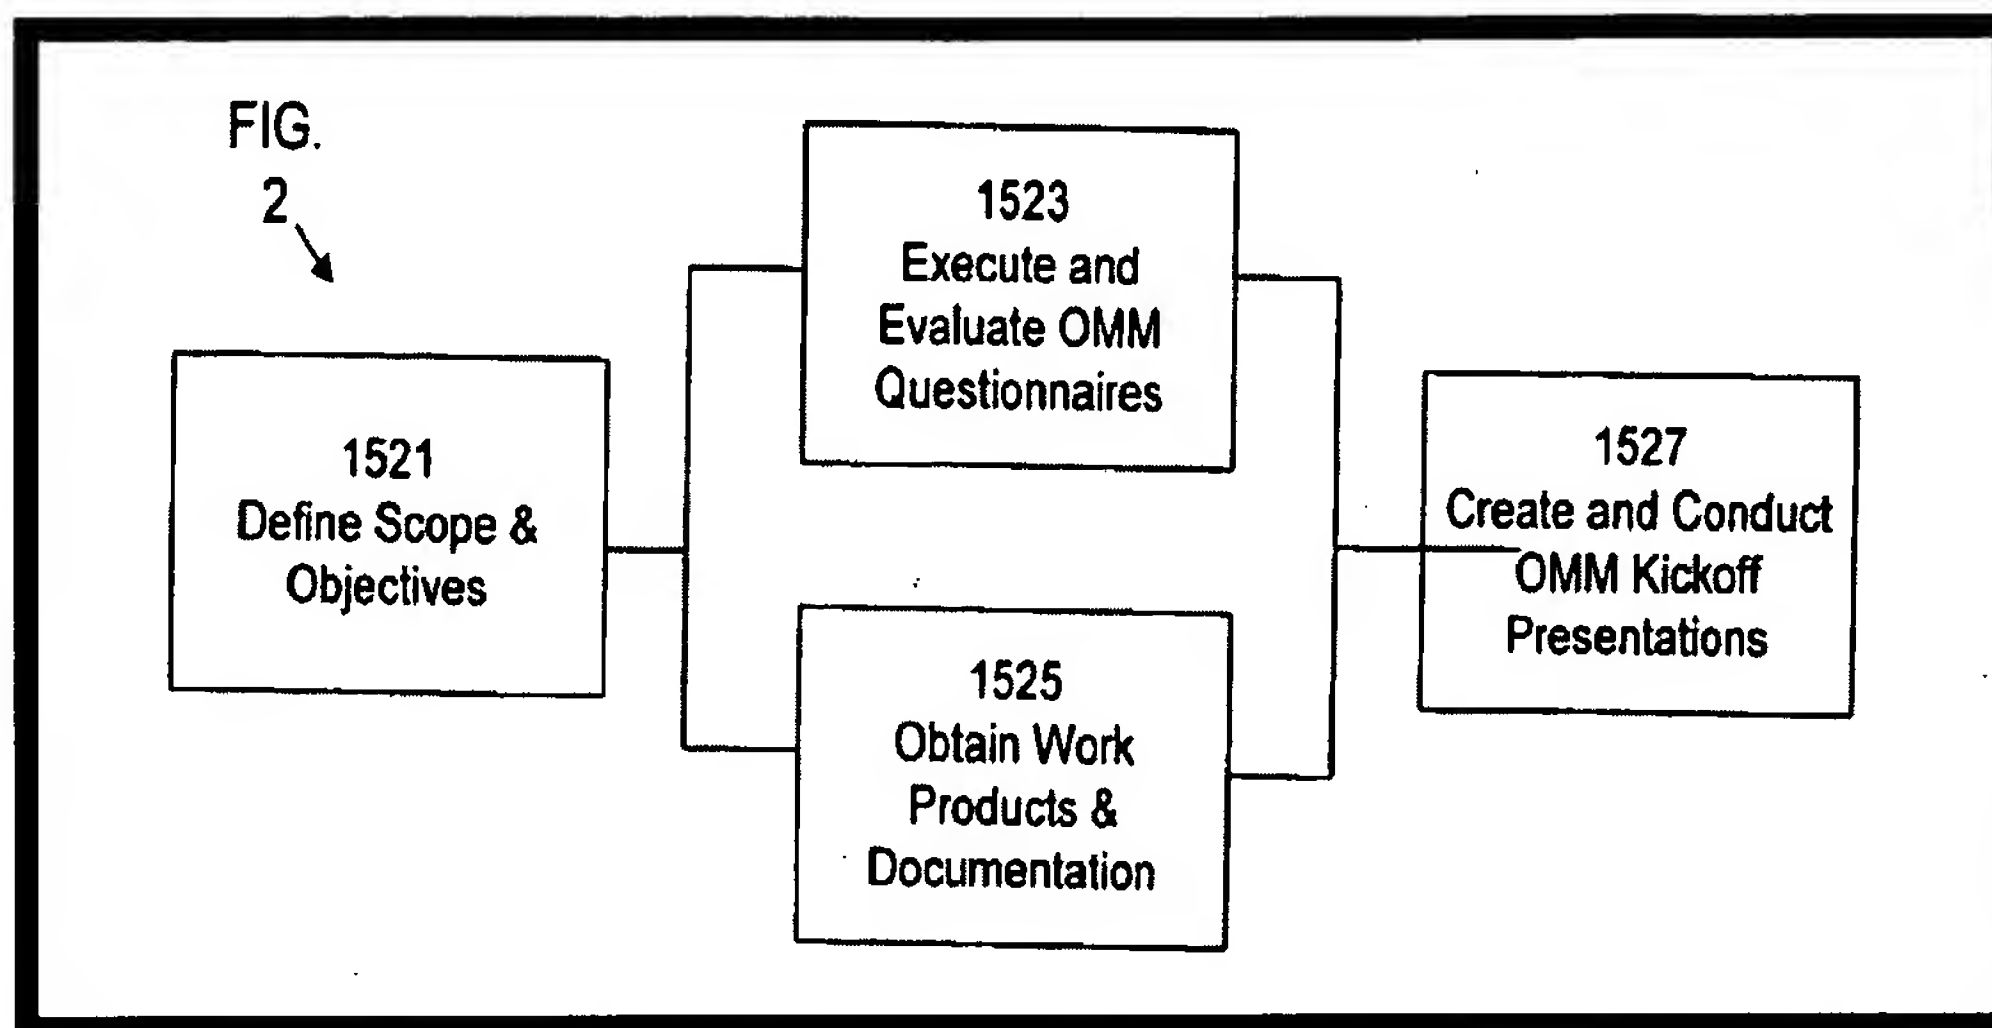 FIG.
2
1521
Define Scope &
Objectives
1523
Execute and
Evaluate OMM
Questionnaires
1525
Obtain Work
Products &
Documentation
1527
Create and Conduct
OMM Kickoff
Presentations